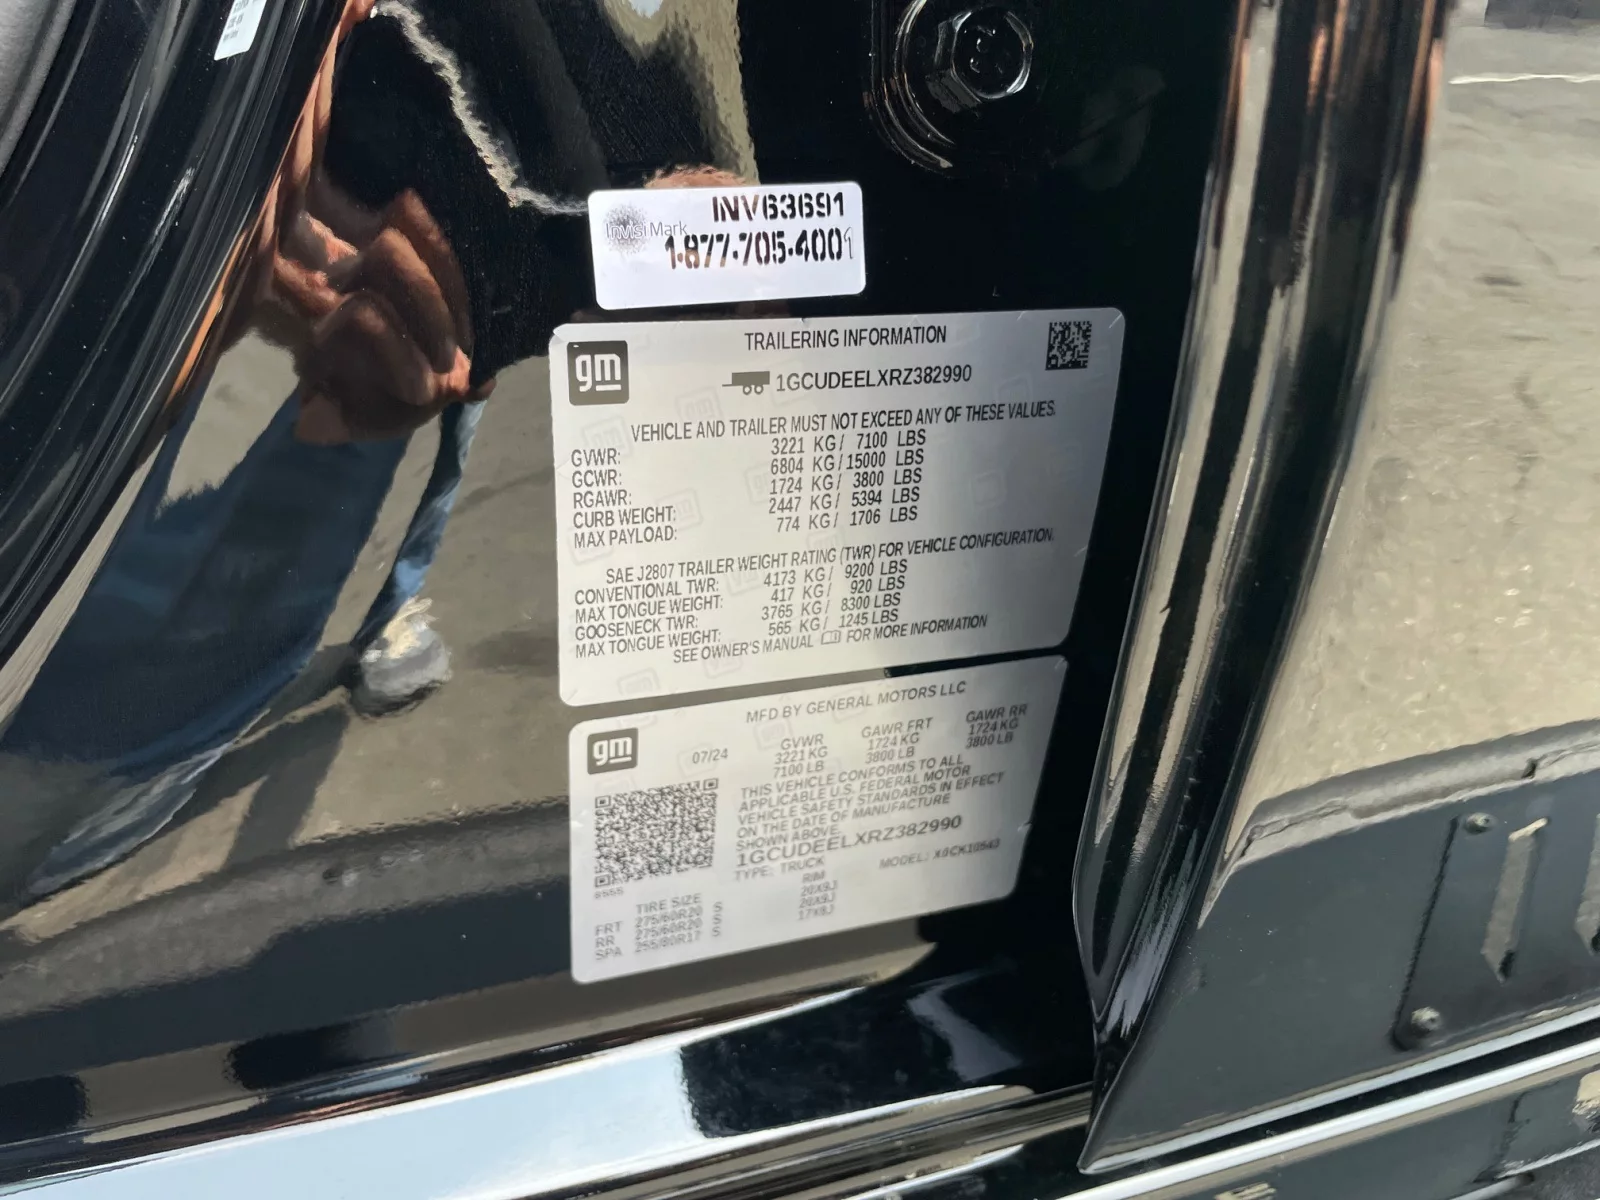 INV63691
InvisiMark
1-877-705-4009
gm
TRAILERING INFORMATION
1GCUDEELXRZ382990
VEHICLE AND TRAILER MUST NOT EXCEED ANY OF THESE VALUES.
GVWR: 3221 KG/ 7100 LBS
GCWR: 6804 KG/15000 LBS
RGAWR: 1724 KG/ 3800 LBS
CURB WEIGHT: 2447 KG/ 5394 LBS
MAX PAYLOAD: 774 KG/ 1706 LBS
SAE J2807 TRAILER WEIGHT RATING (TWR) FOR VEHICLE CONFIGURATION.
CONVENTIONAL TWR: 4173 KG/ 9200 LBS
MAX TONGUE WEIGHT: 417 KG/ 920 LBS
GOOSENECK TWR: 3765 KG/ 8300 LBS
MAX TONGUE WEIGHT: 565 KG/ 1245 LBS
SEE OWNER'S MANUAL FOR MORE INFORMATION
MFD BY GENERAL MOTORS LLC
gm
07/24
GVWR GAWR FRT GAWR RR
3221 KG 1724 KG 1724 KG
7100 LB 3800 LB 3800 LB
THIS VEHICLE CONFORMS TO ALL
APPLICABLE U.S. FEDERAL MOTOR
VEHICLE SAFETY STANDARDS IN EFFECT
ON THE DATE OF MANUFACTURE
SHOWN ABOVE.
1GCUDEELXRZ382990
TYPE: TRUCK MODEL: X0CK10543
TIRE SIZE RIM
FRT 275/60R20 S 20X9J
RR 275/60R20 S 20X9J
SPA 255/80R17 S 17X8J